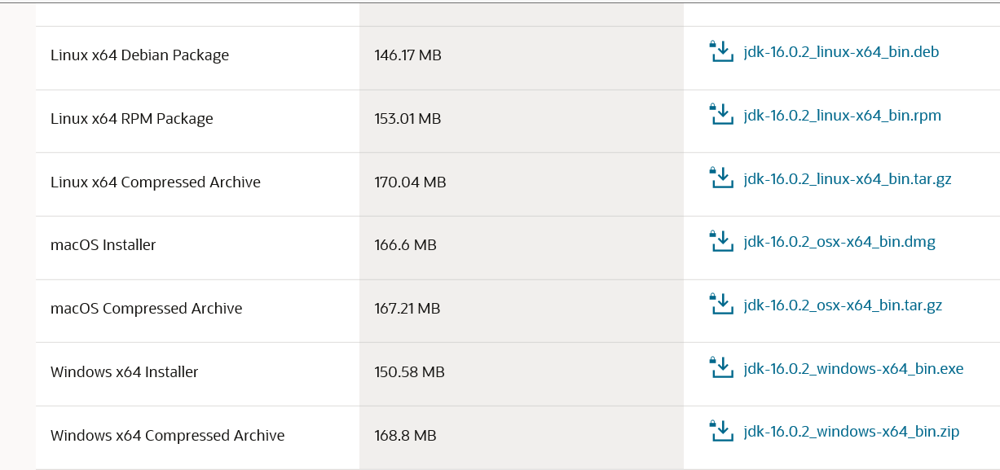 Linux x64 Debian Package 146.17 MB jdk-16.0.2_linux-x64_bin.deb
Linux x64 RPM Package 153.01 MB jdk-16.0.2_linux-x64_bin.rpm
Linux x64 Compressed Archive 170.04 MB jdk-16.0.2_linux-x64_bin.tar.gz
macOS Installer 166.6 MB jdk-16.0.2_osx-x64_bin.dmg
macOS Compressed Archive 167.21 MB jdk-16.0.2_osx-x64_bin.tar.gz
Windows x64 Installer 150.58 MB jdk-16.0.2_windows-x64_bin.exe
Windows x64 Compressed Archive 168.8 MB jdk-16.0.2_windows-x64_bin.zip